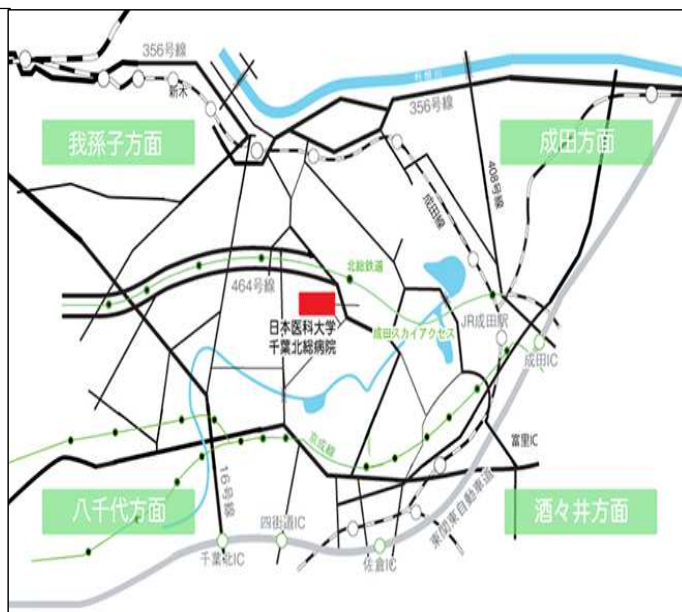 356号線
新木
利根川
356号線
我孫子方面
成田方面
408号線
成田線
北総鉄道
464号線
日本医科大学
千葉北総病院
成田スカイアクセス
JR成田駅
成田IC
京成線
富里IC
16号線
八千代方面
四街道IC
千葉北IC
佐倉IC
東関東自動車道
酒々井方面